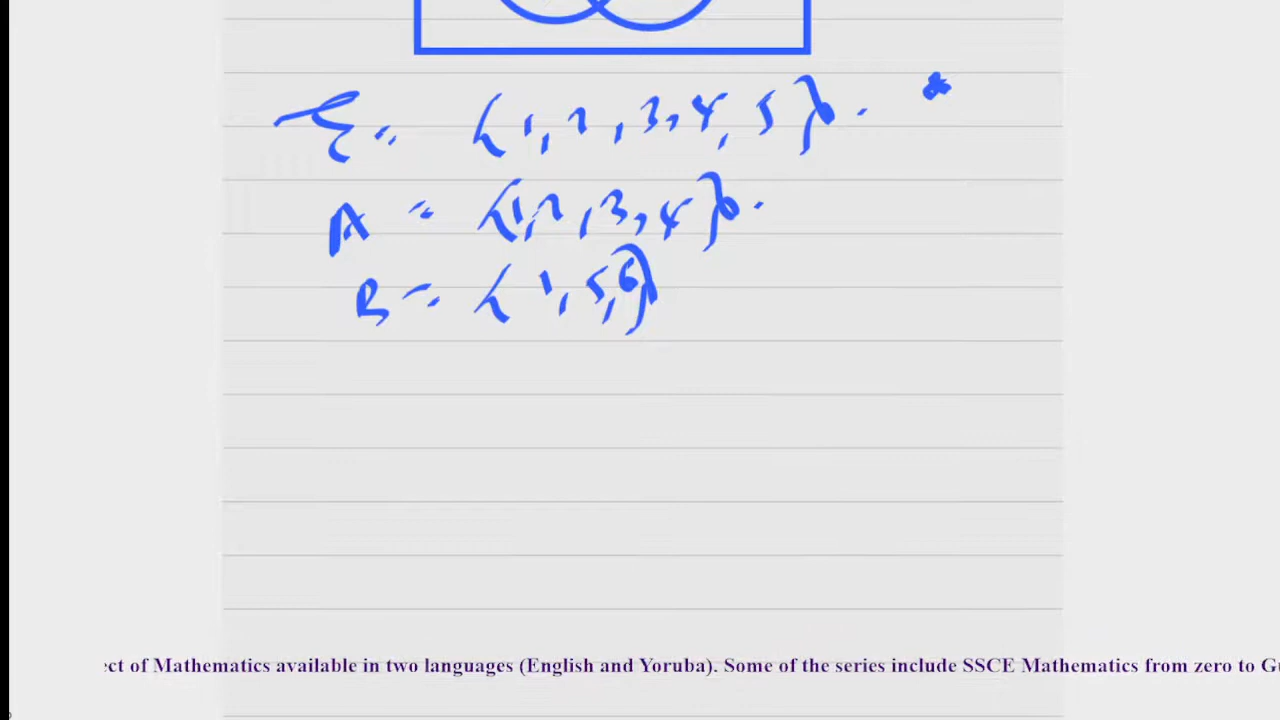 ℰ = {1, 2, 3, 4, 5}.
A = {1, 2, 3, 4}.
B = {1, 5, 6}
ct of Mathematics available in two languages (English and Yoruba). Some of the series include SSCE Mathematics from zero to G